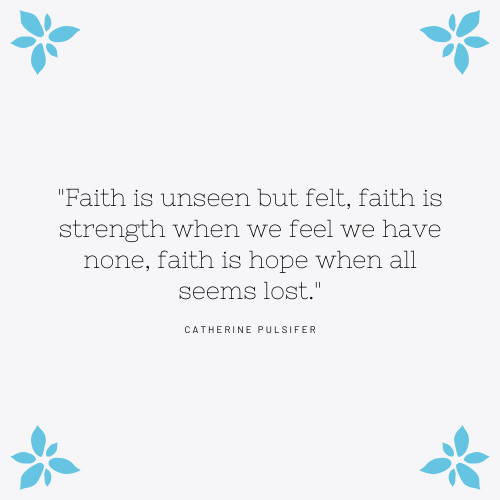 "Faith is unseen but felt, faith is
strength when we feel we have
none, faith is hope when all
seems lost."
CATHERINE PULSIFER